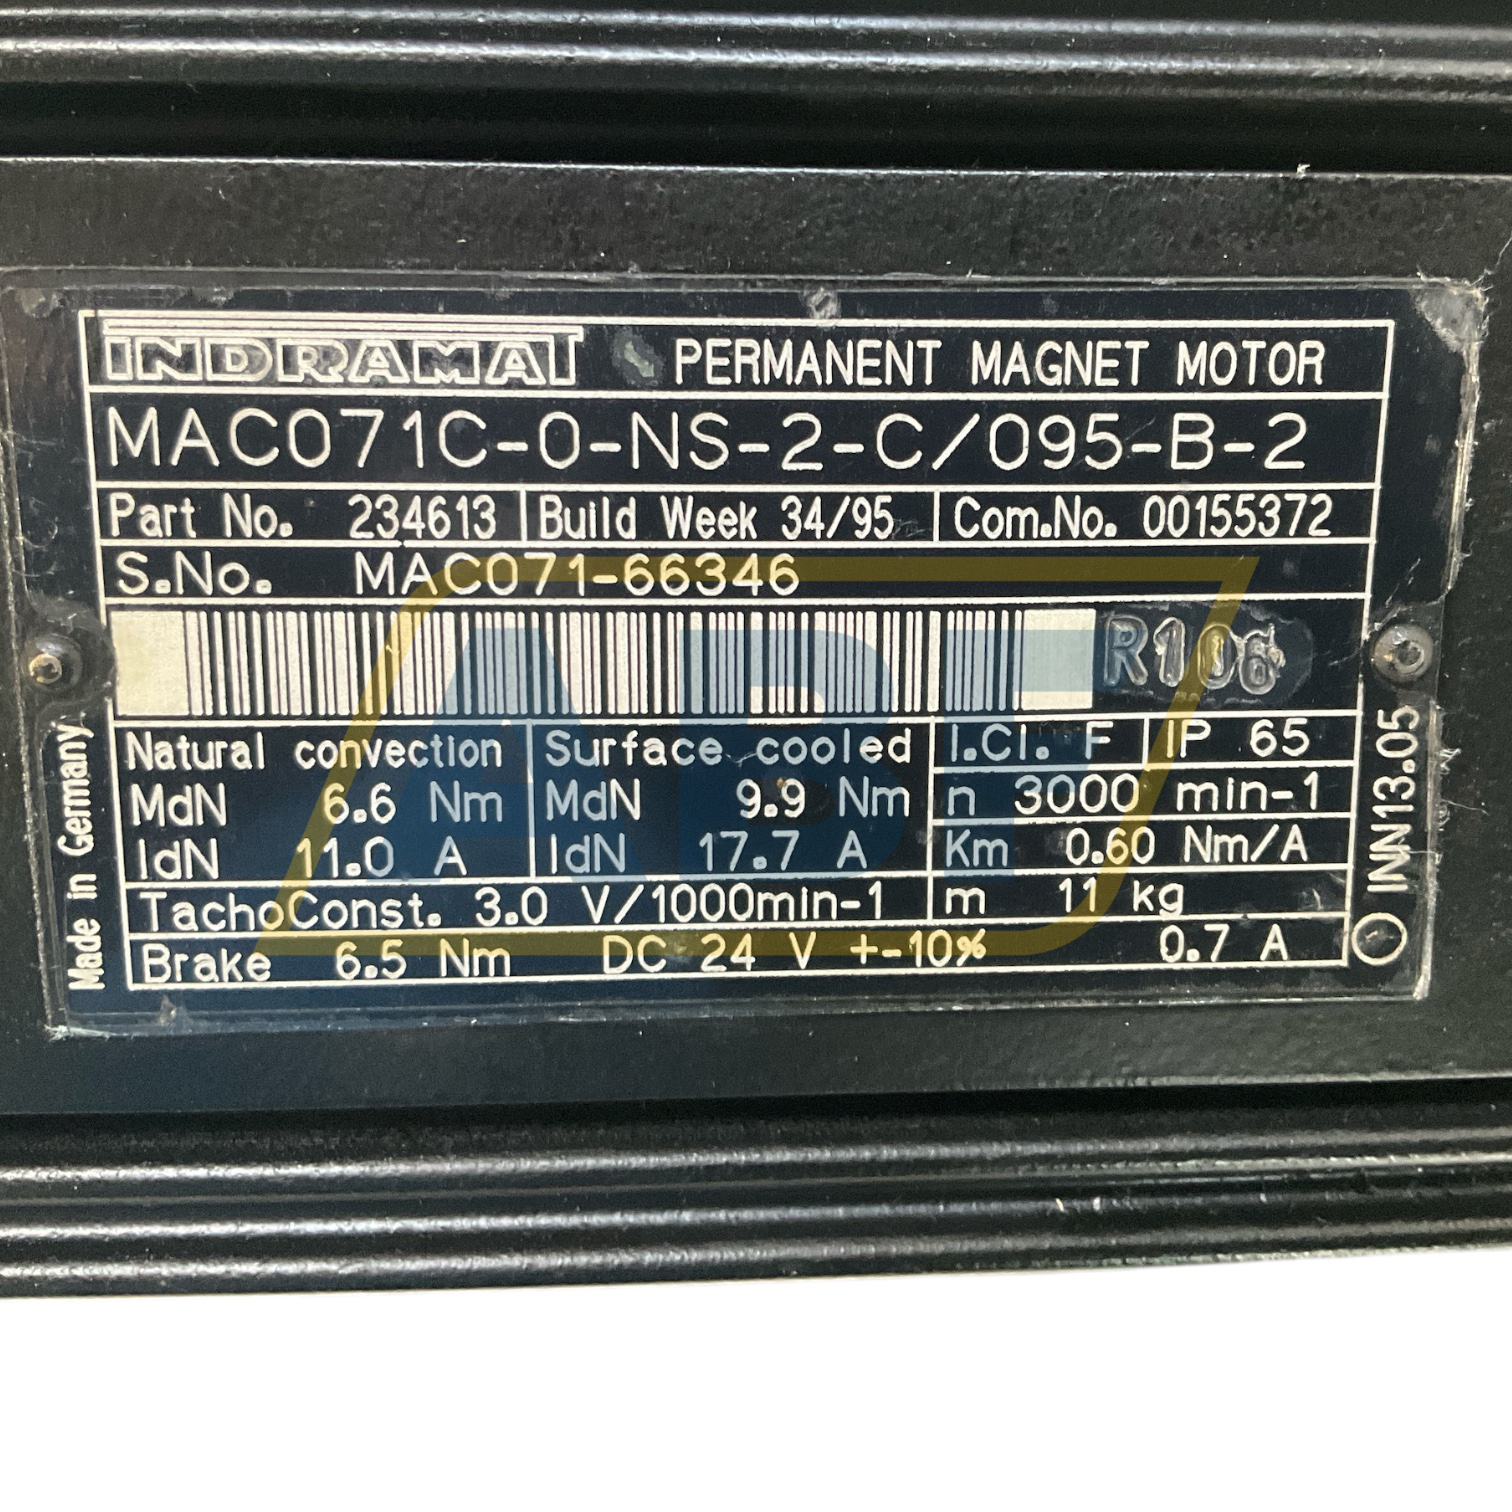 INDRAMAT PERMANENT MAGNET MOTOR
MAC071C-0-NS-2-C/095-B-2
Part No. 234613 Build Week 34/95 Com.No. 00155372
S.No. MAC071-66346
Natural convection Surface cooled I.Cl. F IP 65
MdN 6.6 Nm MdN 9.9 Nm n 3000 min-1
IdN 11.0 A IdN 17.7 A Km 0.60 Nm/A
TachoConst. 3.0 V/1000min-1 m 11 kg
Brake 6.5 Nm DC 24 V +-10% 0.7 A
Made in Germany
INN13.05
ABI